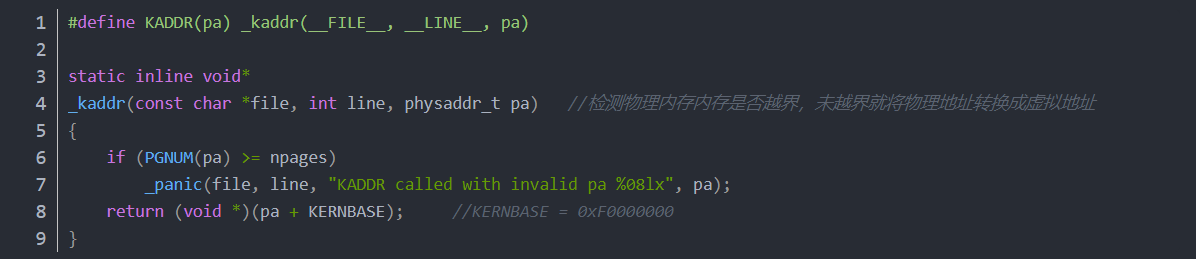 1 #define KADDR(pa) _kaddr(__FILE__, __LINE__, pa)
2
3 static inline void*
4 _kaddr(const char *file, int line, physaddr_t pa)   //检测物理内存内存是否越界，未越界就将物理地址转换成虚拟地址
5 {
6     if (PGNUM(pa) >= npages)
7         _panic(file, line, "KADDR called with invalid pa %08lx", pa);
8     return (void *)(pa + KERNBASE);     //KERNBASE = 0xF0000000
9 }